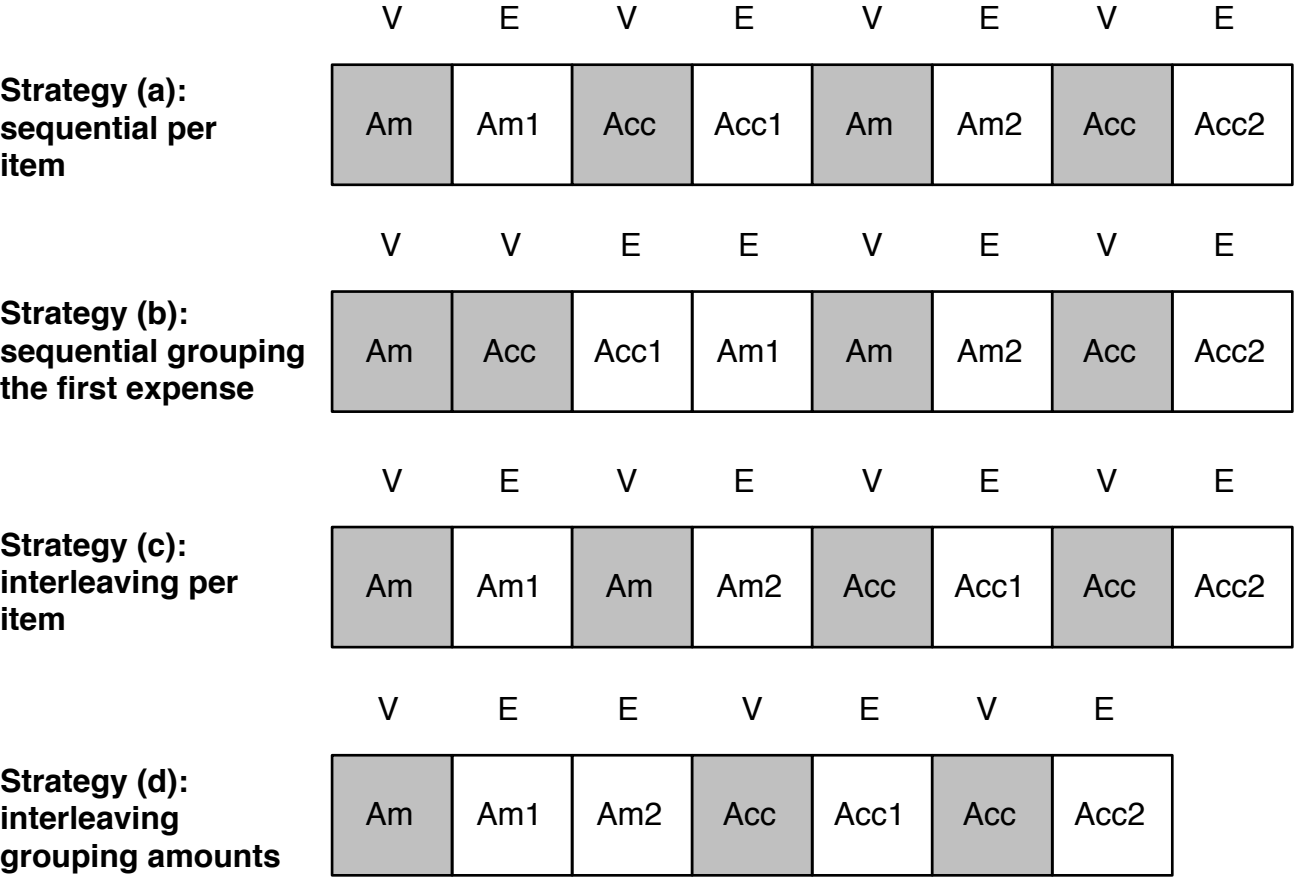 V E V E V E V E
Strategy (a):
sequential per
item
Am Am1 Acc Acc1 Am Am2 Acc Acc2
V V E E V E V E
Strategy (b):
sequential grouping
the first expense
Am Acc Acc1 Am1 Am Am2 Acc Acc2
V E V E V E V E
Strategy (c):
interleaving per
item
Am Am1 Am Am2 Acc Acc1 Acc Acc2
V E E V E V E
Strategy (d):
interleaving
grouping amounts
Am Am1 Am2 Acc Acc1 Acc Acc2